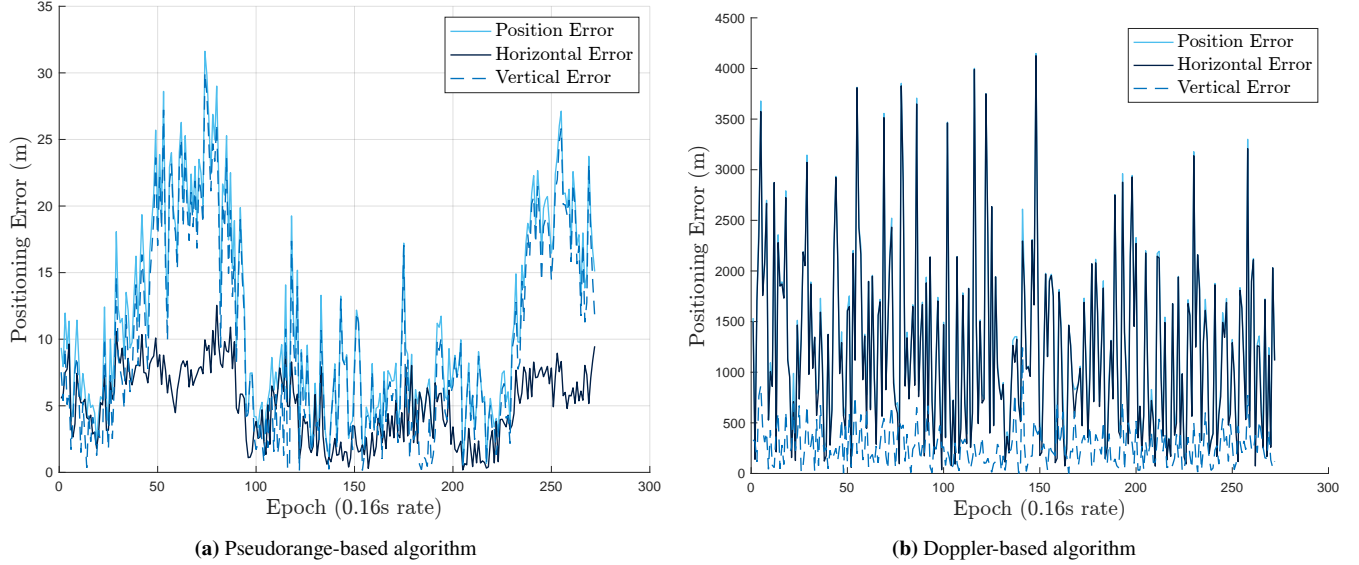 35
30
25
20
15
10
5
0
Positioning Error (m)
Position Error
Horizontal Error
Vertical Error
0 50 100 150 200 250 300
Epoch (0.16s rate)
(a) Pseudorange-based algorithm
4500
4000
3500
3000
2500
2000
1500
1000
500
0
Positioning Error (m)
Position Error
Horizontal Error
Vertical Error
0 50 100 150 200 250 300
Epoch (0.16s rate)
(b) Doppler-based algorithm